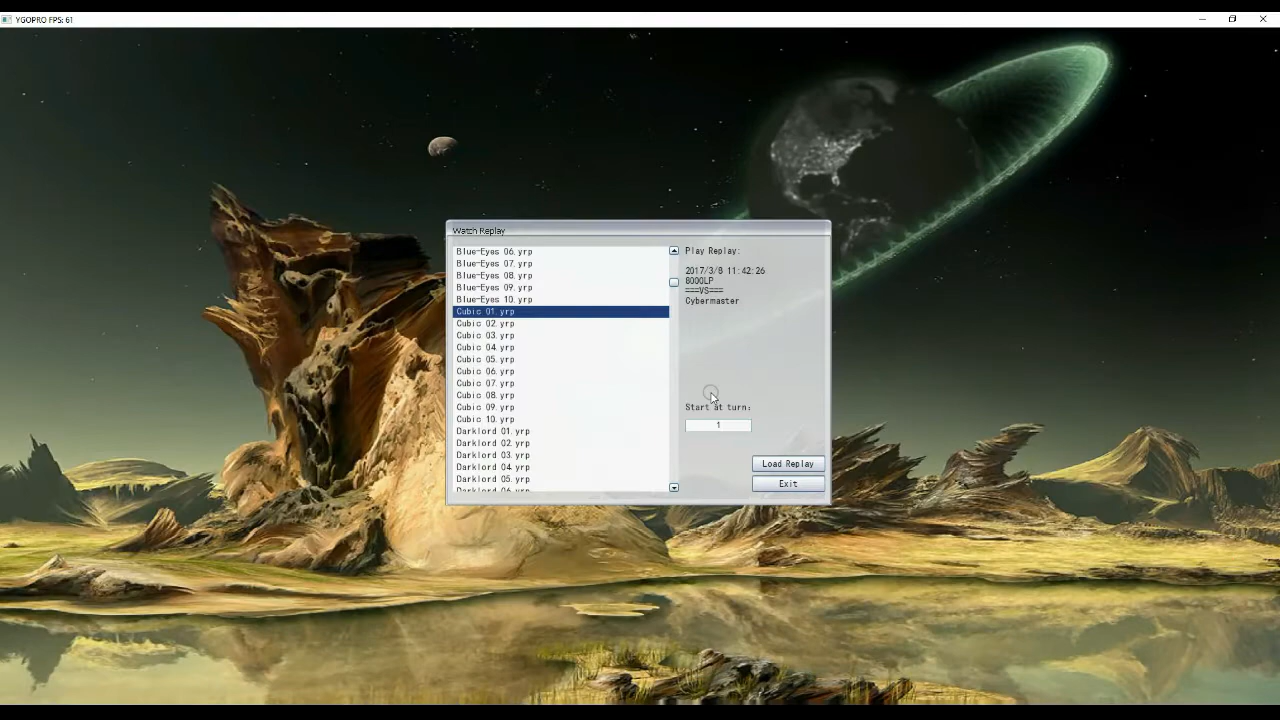 YGOPRO FPS: 61
Watch Replay
Blue-Eyes 06.yrp
Blue-Eyes 07.yrp
Blue-Eyes 08.yrp
Blue-Eyes 09.yrp
Blue-Eyes 10.yrp
Cubic 01.yrp
Cubic 02.yrp
Cubic 03.yrp
Cubic 04.yrp
Cubic 05.yrp
Cubic 06.yrp
Cubic 07.yrp
Cubic 08.yrp
Cubic 09.yrp
Cubic 10.yrp
Darklord 01.yrp
Darklord 02.yrp
Darklord 03.yrp
Darklord 04.yrp
Darklord 05.yrp
Darklord 06.yrp
Play Replay:
2017/3/8 11:42:26
8000LP
===VS===
Cybermaster
Start at turn:
1
Load Replay
Exit